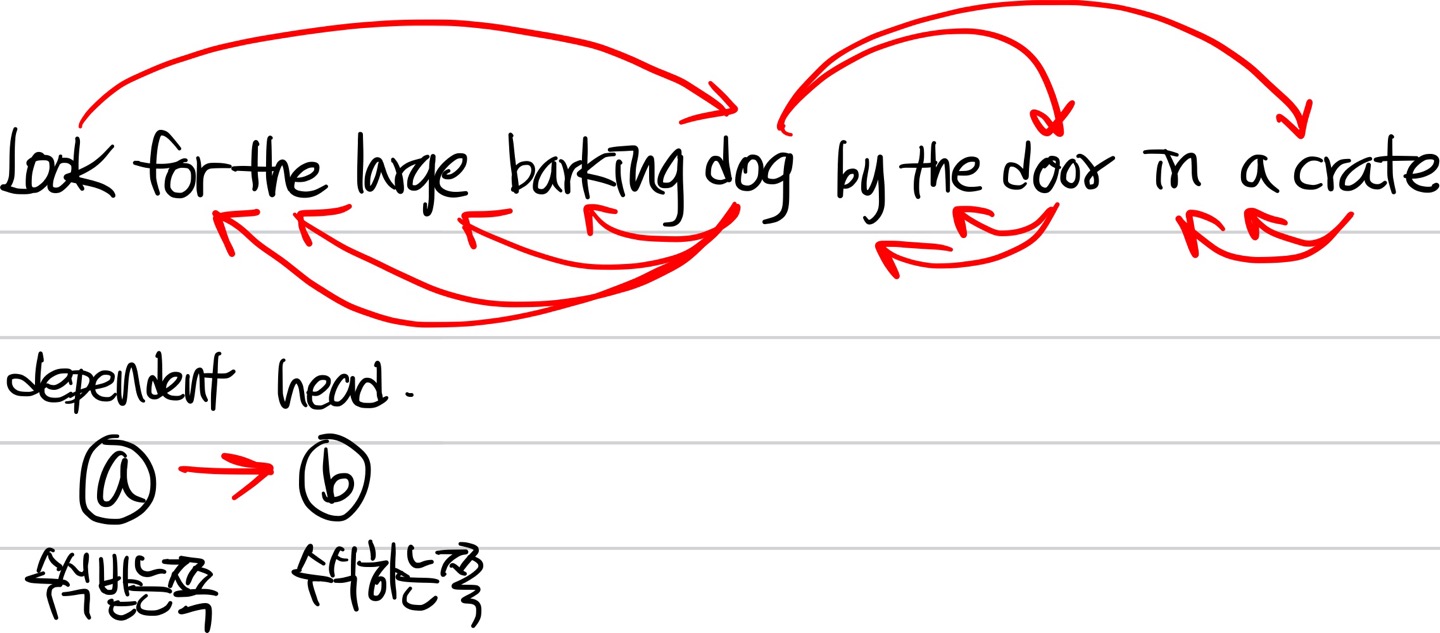 Look for the large barking dog by the door in a crate
dependent head.
a → b
수식 받는쪽 수식하는쪽